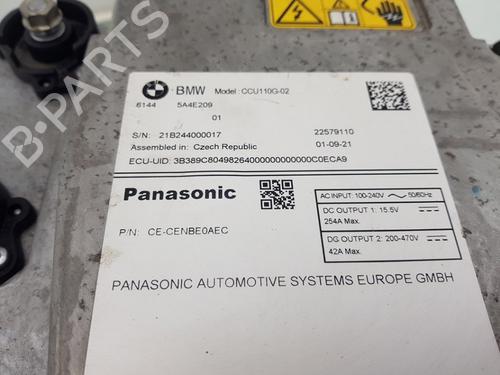 BMW Model : CCU110G-02
6144 5A4E209
01
S/N : 21B244000017 22579110
Assembled in : Czech Republic 01-09-21
ECU-UID: 3B389C8049826400000000000000C0ECA9
Panasonic
P/N: CE-CENBE0AEC
AC INPUT: 100-240V 50/60Hz
DC OUTPUT 1: 15.5V
254A Max.
DG OUTPUT 2: 200-470V
42A Max.
PANASONIC AUTOMOTIVE SYSTEMS EUROPE GMBH
B-PARTS